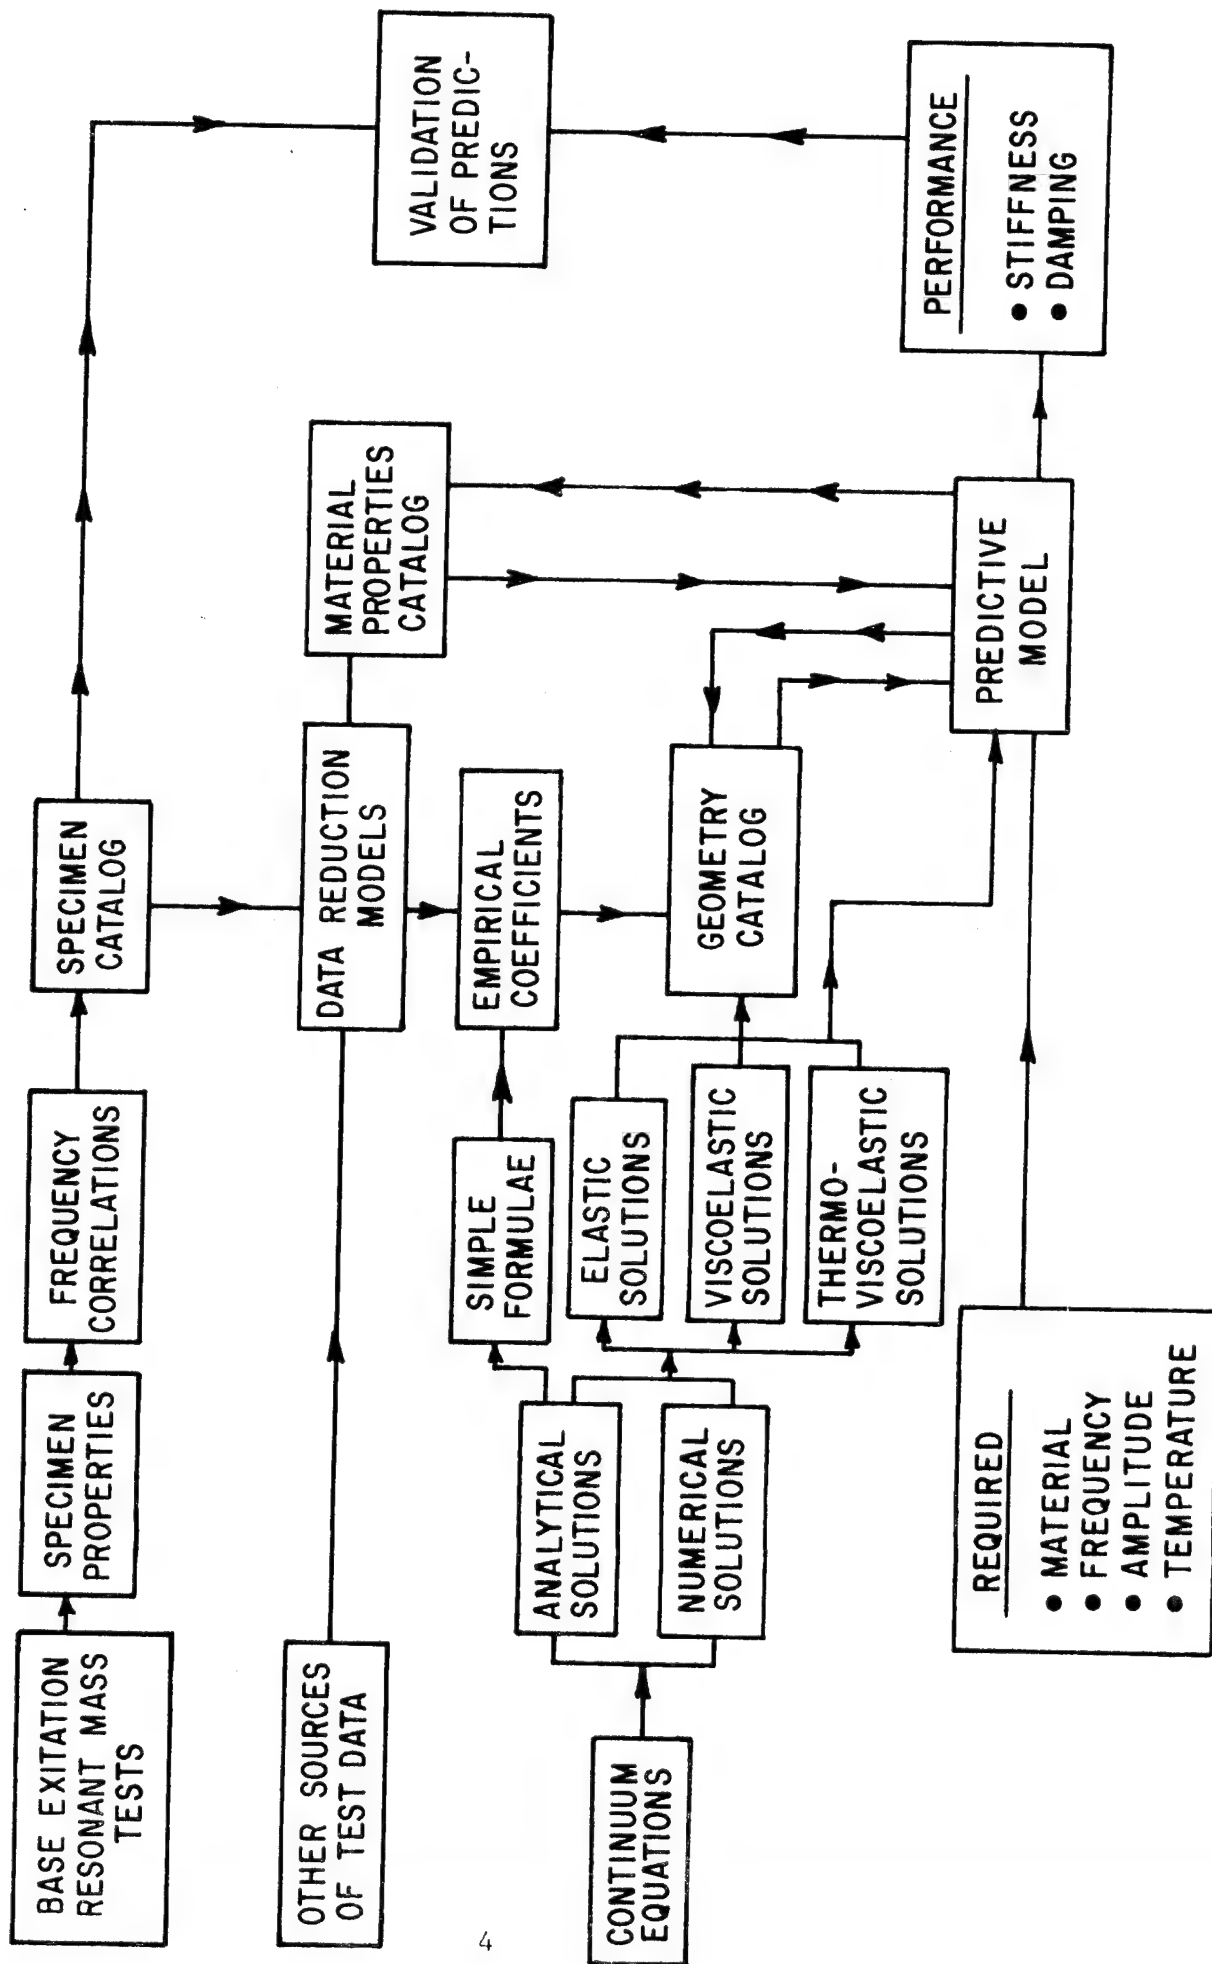 BASE EXITATION
RESONANT MASS
TESTS
SPECIMEN
PROPERTIES
FREQUENCY
CORRELATIONS
SPECIMEN
CATALOG
VALIDATION
OF PREDIC-
TIONS
OTHER SOURCES
OF TEST DATA
DATA REDUCTION
MODELS
MATERIAL
PROPERTIES
CATALOG
SIMPLE
FORMULAE
EMPIRICAL
COEFFICIENTS
CONTINUUM
EQUATIONS
ANALYTICAL
SOLUTIONS
NUMERICAL
SOLUTIONS
ELASTIC
SOLUTIONS
VISCOELASTIC
SOLUTIONS
THERMO-
VISCOELASTIC
SOLUTIONS
GEOMETRY
CATALOG
REQUIRED
● MATERIAL
● FREQUENCY
● AMPLITUDE
● TEMPERATURE
PREDICTIVE
MODEL
PERFORMANCE
● STIFFNESS
● DAMPING
4